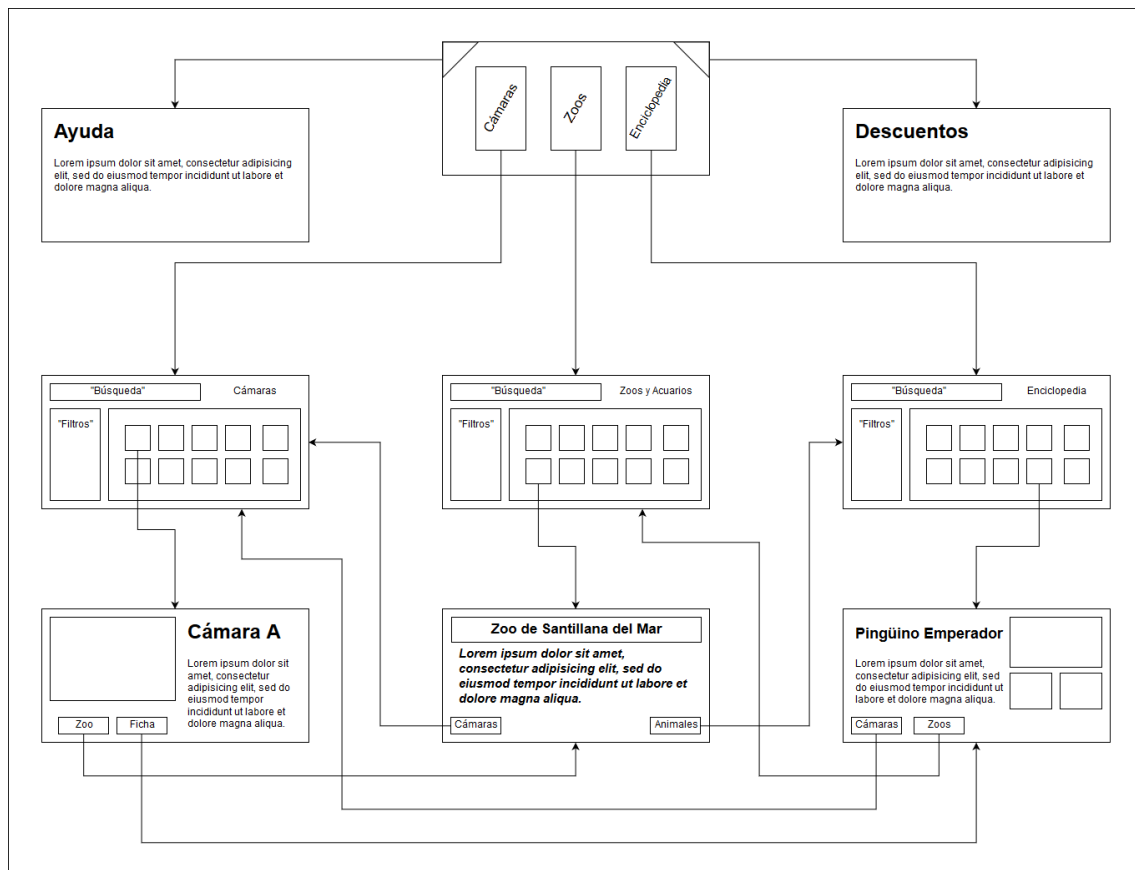 Cámaras
Zoos
Enciclopedia
Ayuda
Lorem ipsum dolor sit amet, consectetur adipisicing
elit, sed do eiusmod tempor incididunt ut labore et
dolore magna aliqua.
Descuentos
Lorem ipsum dolor sit amet, consectetur adipisicing
elit, sed do eiusmod tempor incididunt ut labore et
dolore magna aliqua.
"Búsqueda"
Cámaras
"Filtros"
"Búsqueda"
Zoos y Acuarios
"Filtros"
"Búsqueda"
Enciclopedia
"Filtros"
Cámara A
Lorem ipsum dolor sit
amet, consectetur
adipisicing elit, sed do
eiusmod tempor
incididunt ut labore et
dolore magna aliqua.
Zoo
Ficha
Zoo de Santillana del Mar
Lorem ipsum dolor sit amet,
consectetur adipisicing elit, sed do
eiusmod tempor incididunt ut labore et
dolore magna aliqua.
Cámaras
Animales
Pingüino Emperador
Lorem ipsum dolor sit amet,
consectetur adipisicing elit, sed do
eiusmod tempor incididunt ut
labore et dolore magna aliqua.
Cámaras
Zoos